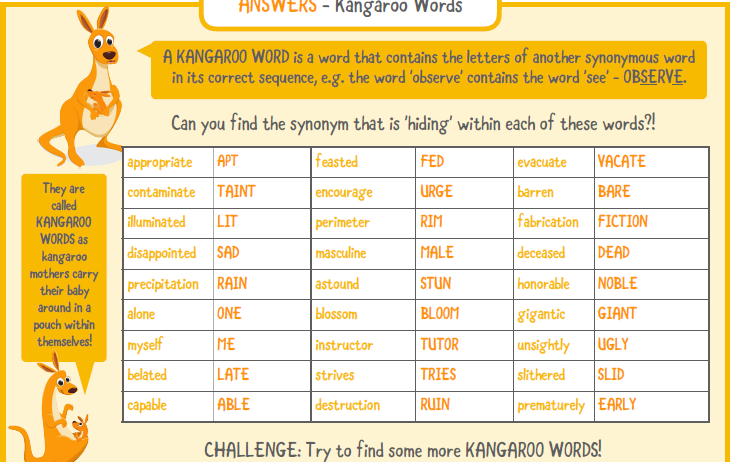 ANSWERS - Kangaroo Words
A KANGAROO WORD is a word that contains the letters of another synonymous word
in its correct sequence, e.g. the word 'observe' contains the word 'see' - OBSERVE.
Can you find the synonym that is 'hiding' within each of these words?!
They are
called
KANGAROO
WORDS as
kangaroo
mothers carry
their baby
around in a
pouch within
themselves!
appropriate APT feasted FED evacuate VACATE
contaminate TAINT encourage URGE barren BARE
illuminated LIT perimeter RIM fabrication FICTION
disappointed SAD masculine MALE deceased DEAD
precipitation RAIN astound STUN honorable NOBLE
alone ONE blossom BLOOM gigantic GIANT
myself ME instructor TUTOR unsightly UGLY
belated LATE strives TRIES slithered SLID
capable ABLE destruction RUIN prematurely EARLY
CHALLENGE: Try to find some more KANGAROO WORDS!